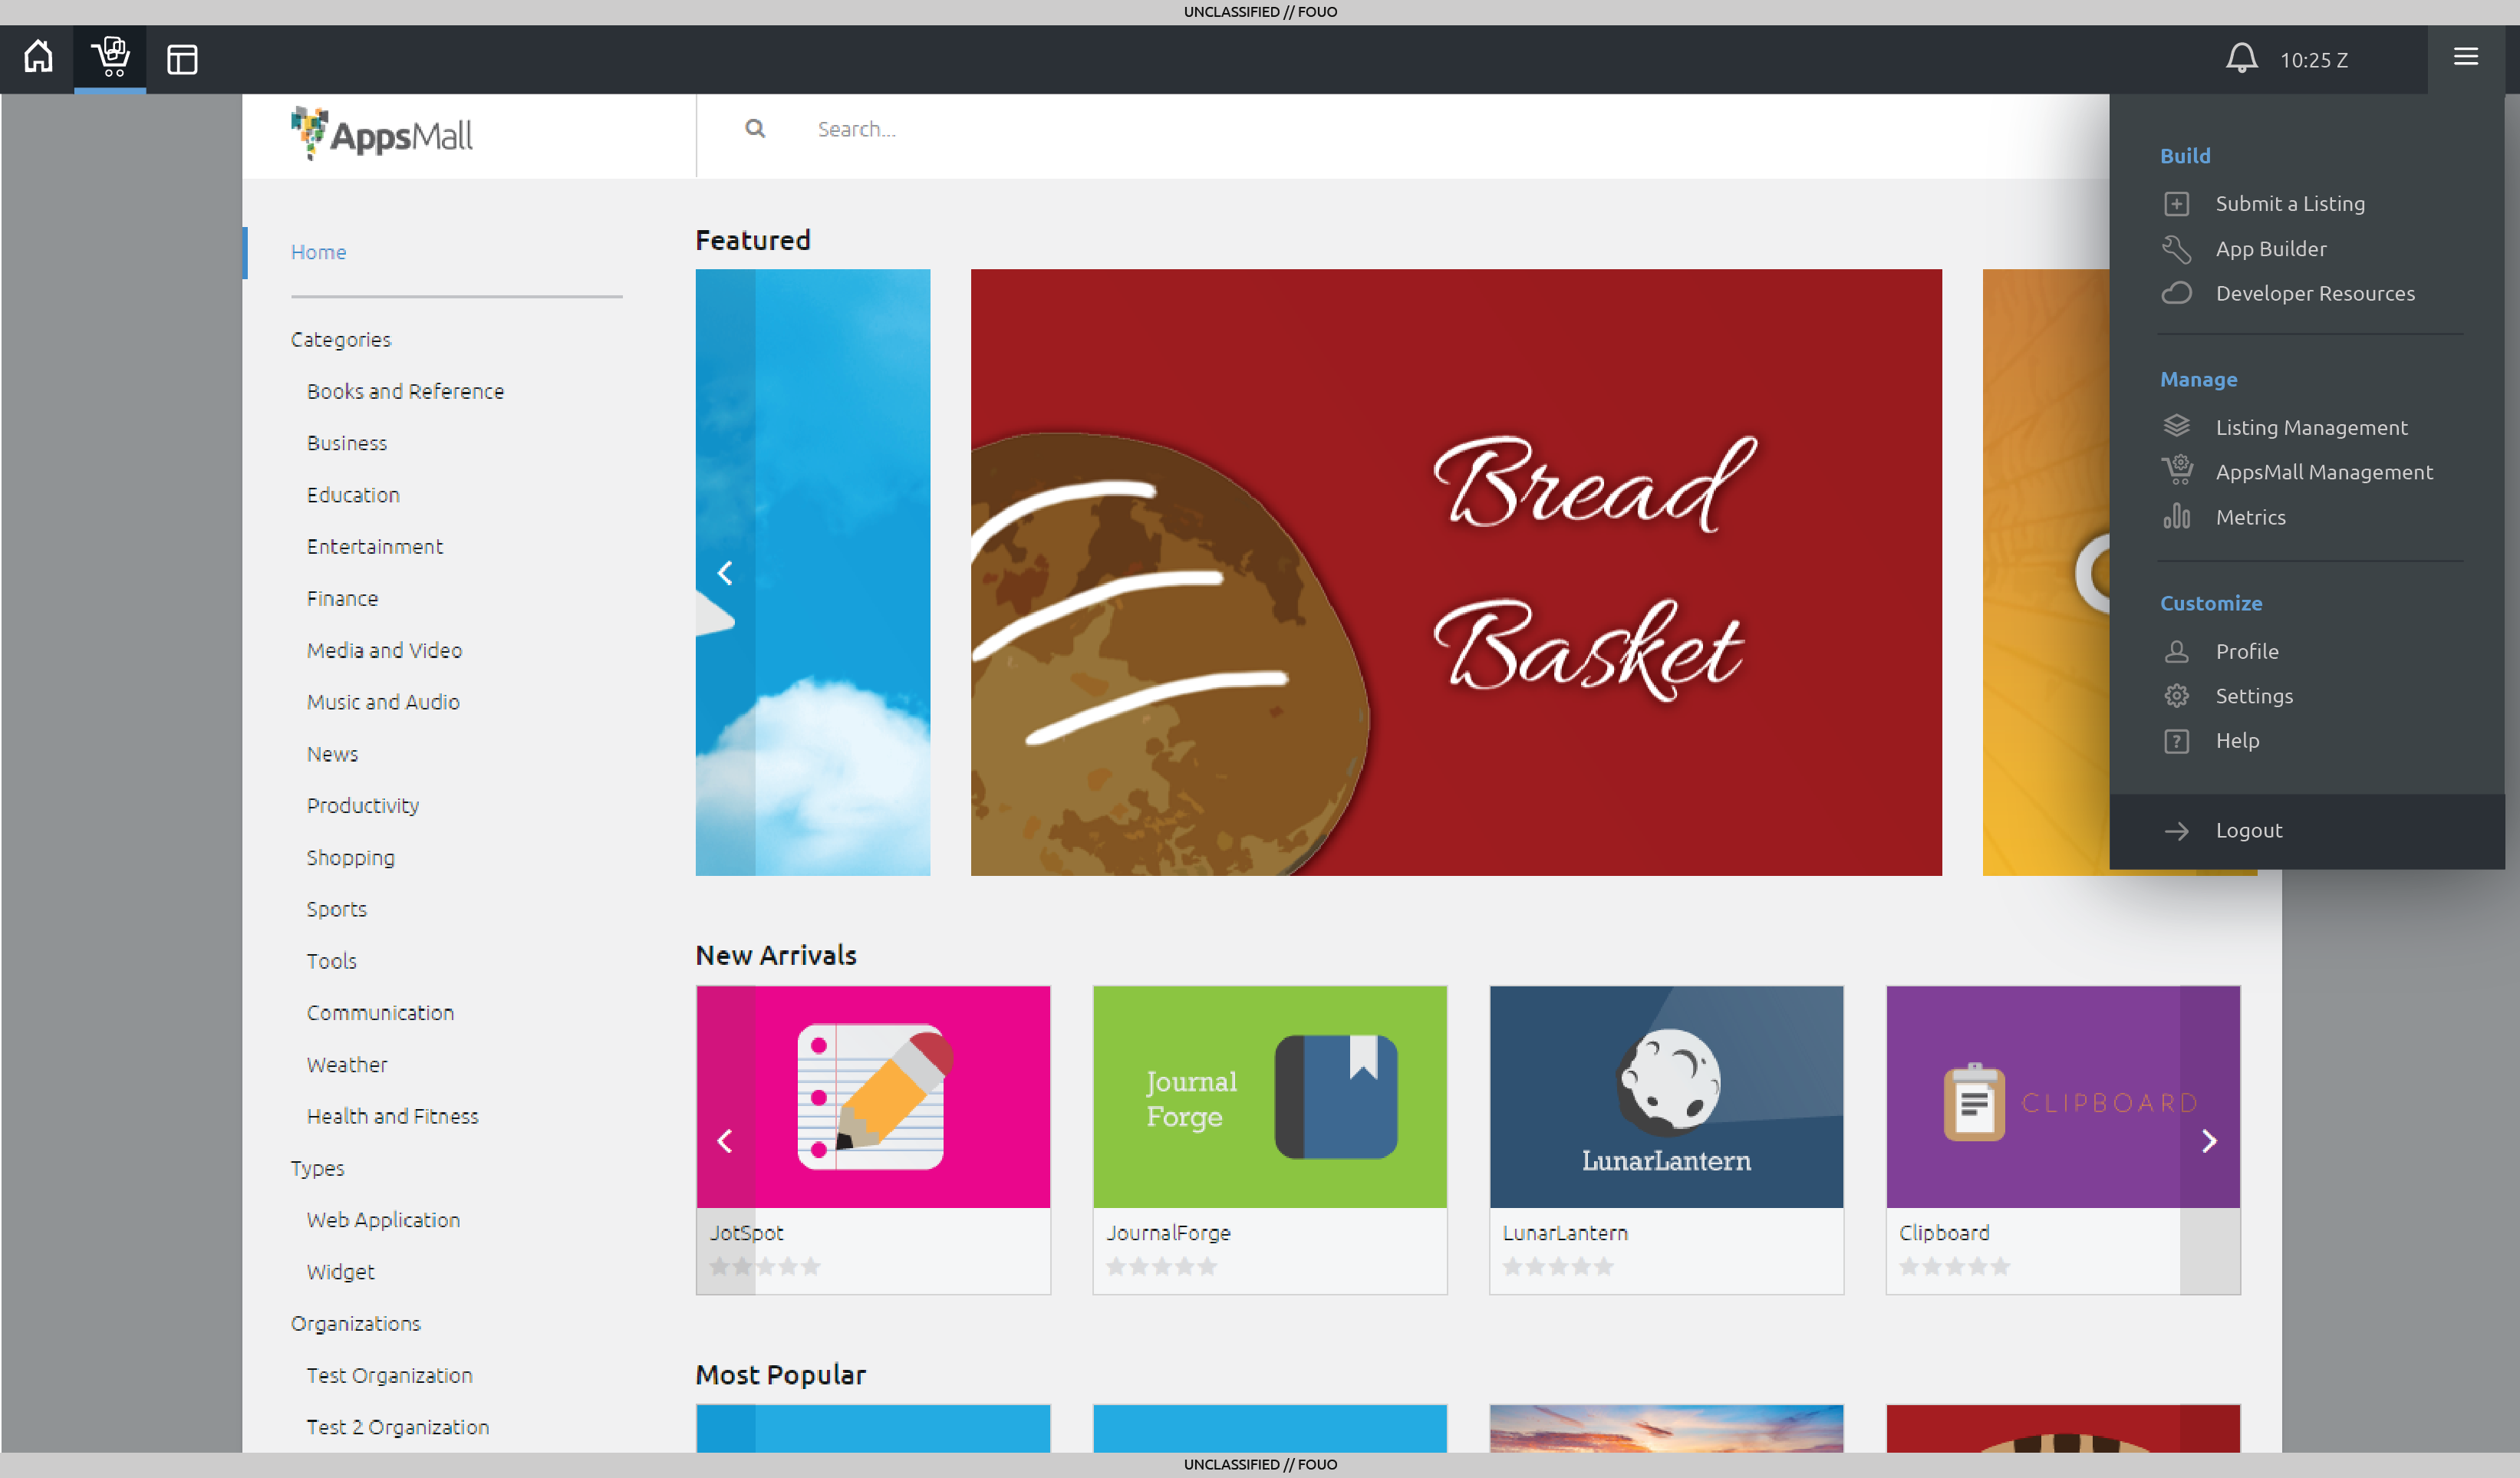 UNCLASSIFIED // FOUO
10:25 Z
AppsMall
Search...
Home
Categories
Books and Reference
Business
Education
Entertainment
Finance
Media and Video
Music and Audio
News
Productivity
Shopping
Sports
Tools
Communication
Weather
Health and Fitness
Types
Web Application
Widget
Organizations
Test Organization
Test 2 Organization
Featured
Bread
Basket
New Arrivals
JotSpot
Journal
Forge
JournalForge
LunarLantern
LunarLantern
CLIPBOARD
Clipboard
Most Popular
Build
Submit a Listing
App Builder
Developer Resources
Manage
Listing Management
AppsMall Management
Metrics
Customize
Profile
Settings
Help
Logout
UNCLASSIFIED // FOUO